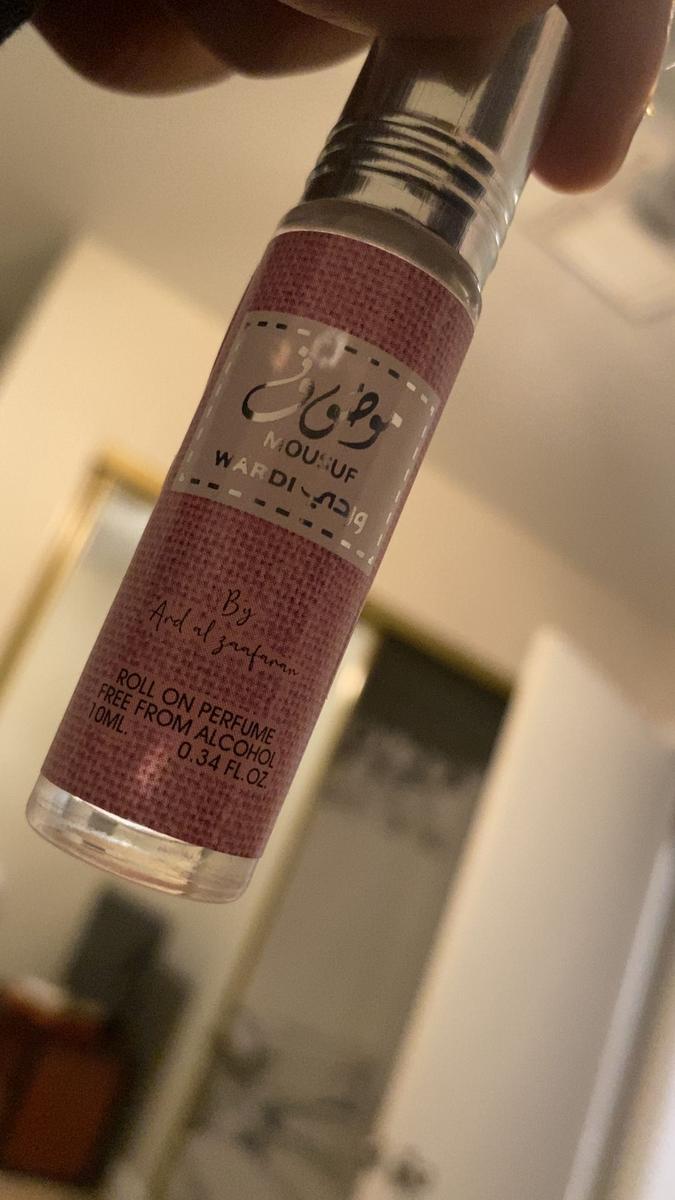 موصوف
MOUSUF
WARDI وردي
By
Ard al zaafaran
ROLL ON PERFUME
FREE FROM ALCOHOL
10ML. 0.34 FL.OZ.